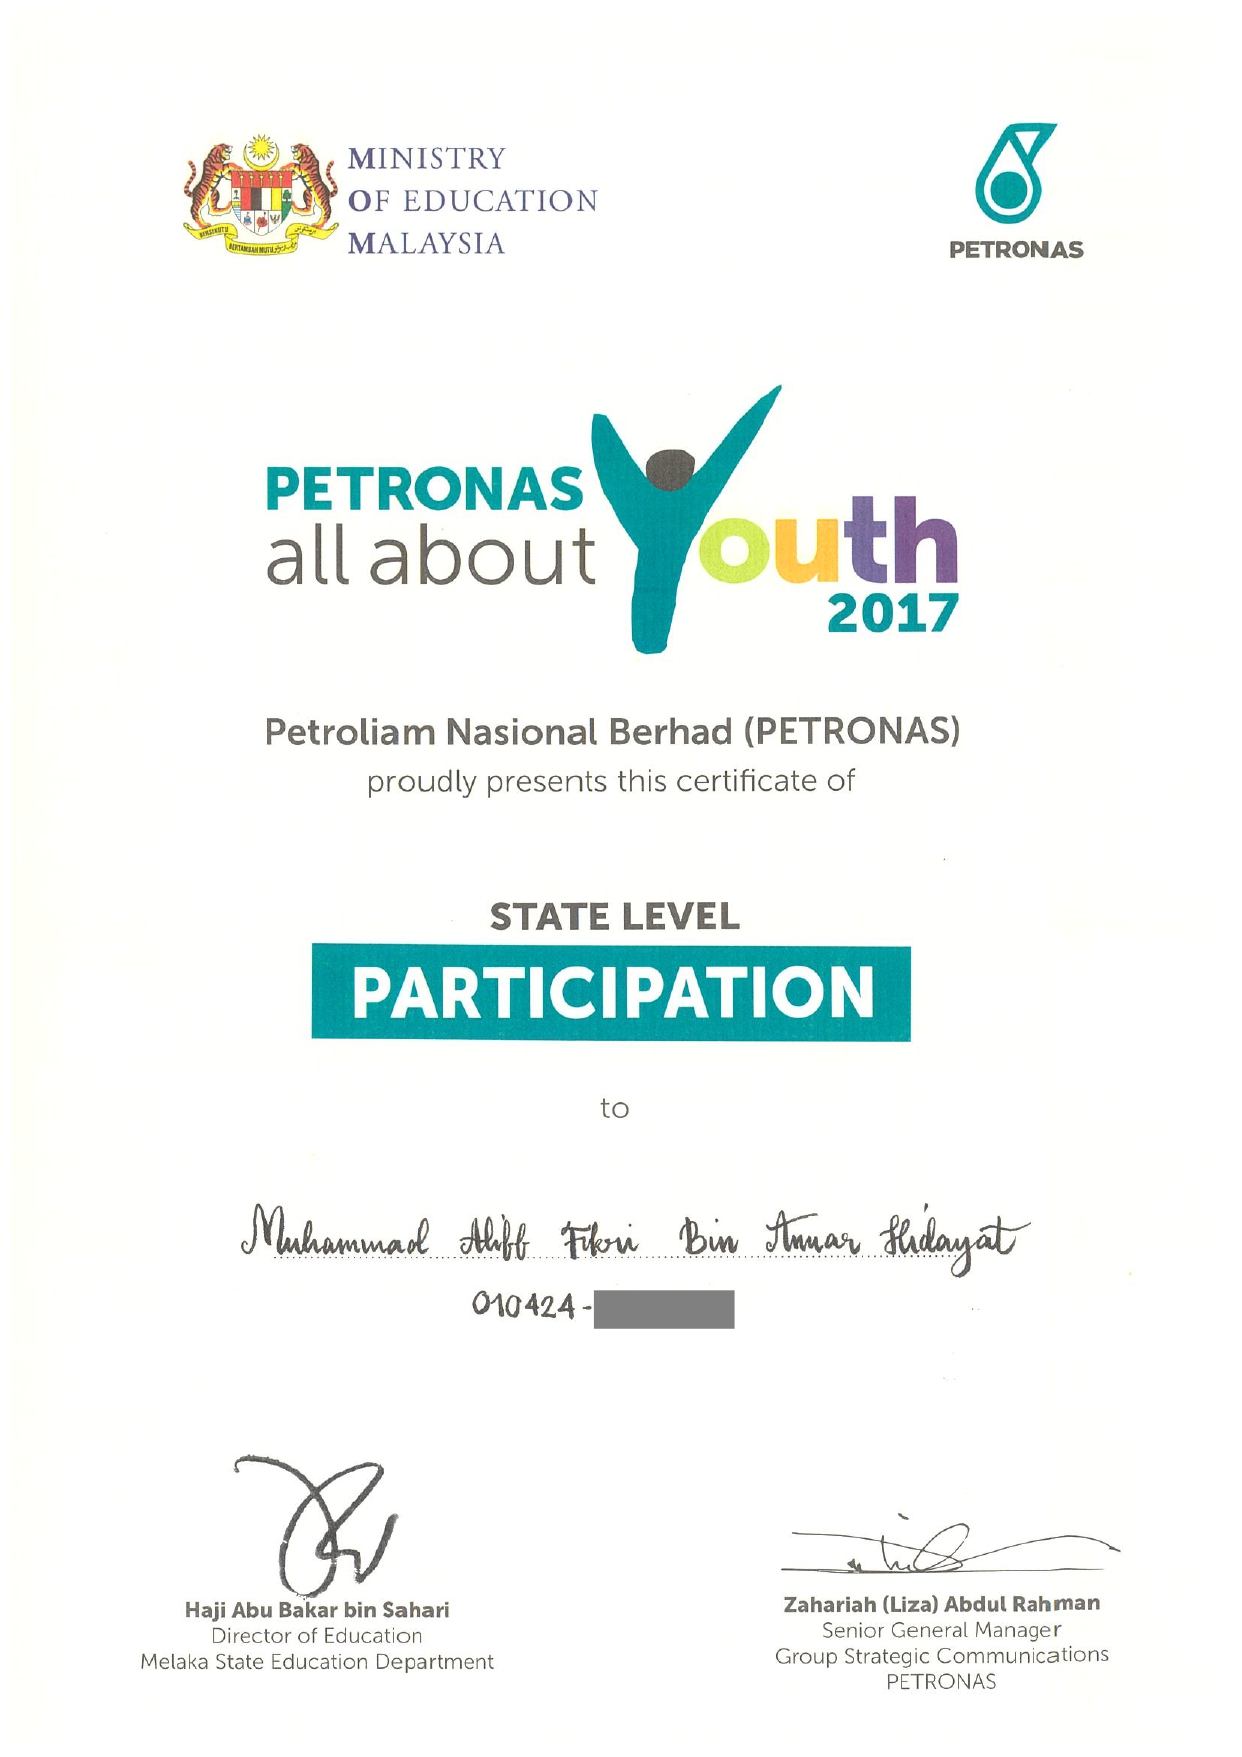 MINISTRY
OF EDUCATION
MALAYSIA
BERSEKUTU BERTAMBAH MUTU
PETRONAS
PETRONAS
all about Youth
2017
Petroliam Nasional Berhad (PETRONAS)
proudly presents this certificate of
STATE LEVEL
PARTICIPATION
to
Muhammad Aliff Fikri Bin Anuar Hidayat
010424-
Haji Abu Bakar bin Sahari
Director of Education
Melaka State Education Department
Zahariah (Liza) Abdul Rahman
Senior General Manager
Group Strategic Communications
PETRONAS